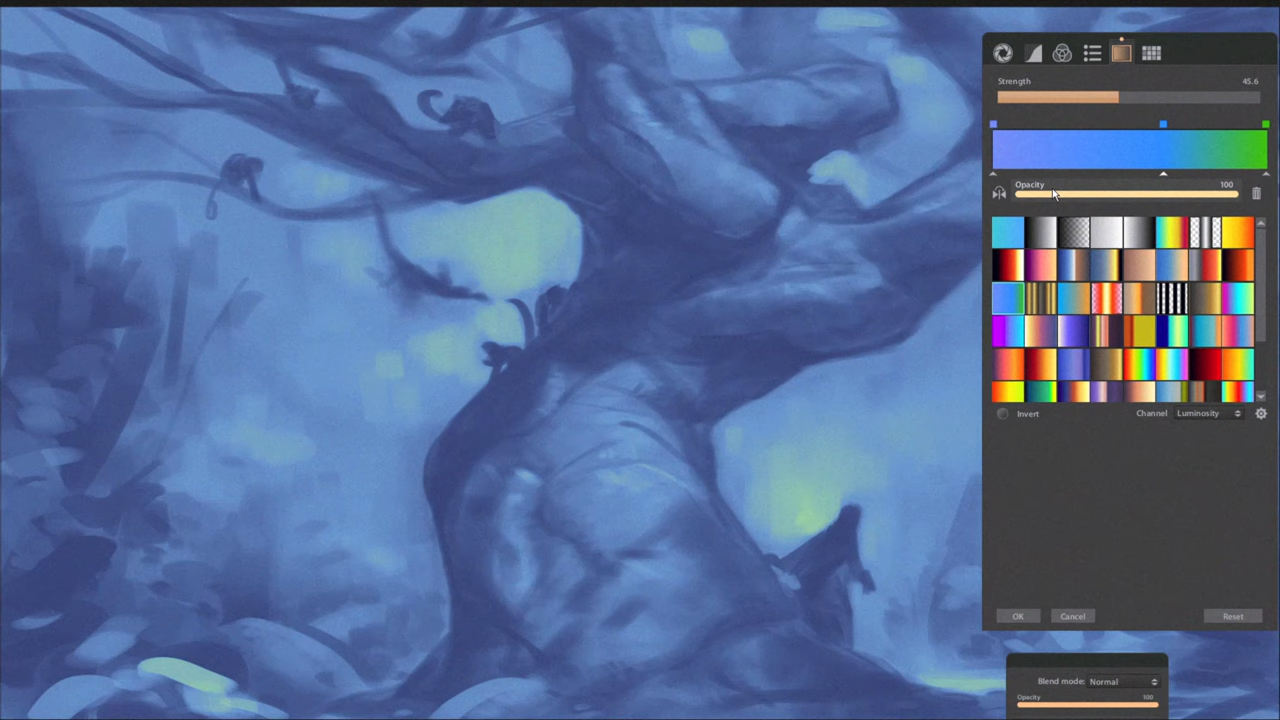 Strength 45.6
Opacity 100
Invert Channel Luminosity
OK Cancel Reset
Blend mode: Normal
Opacity 100